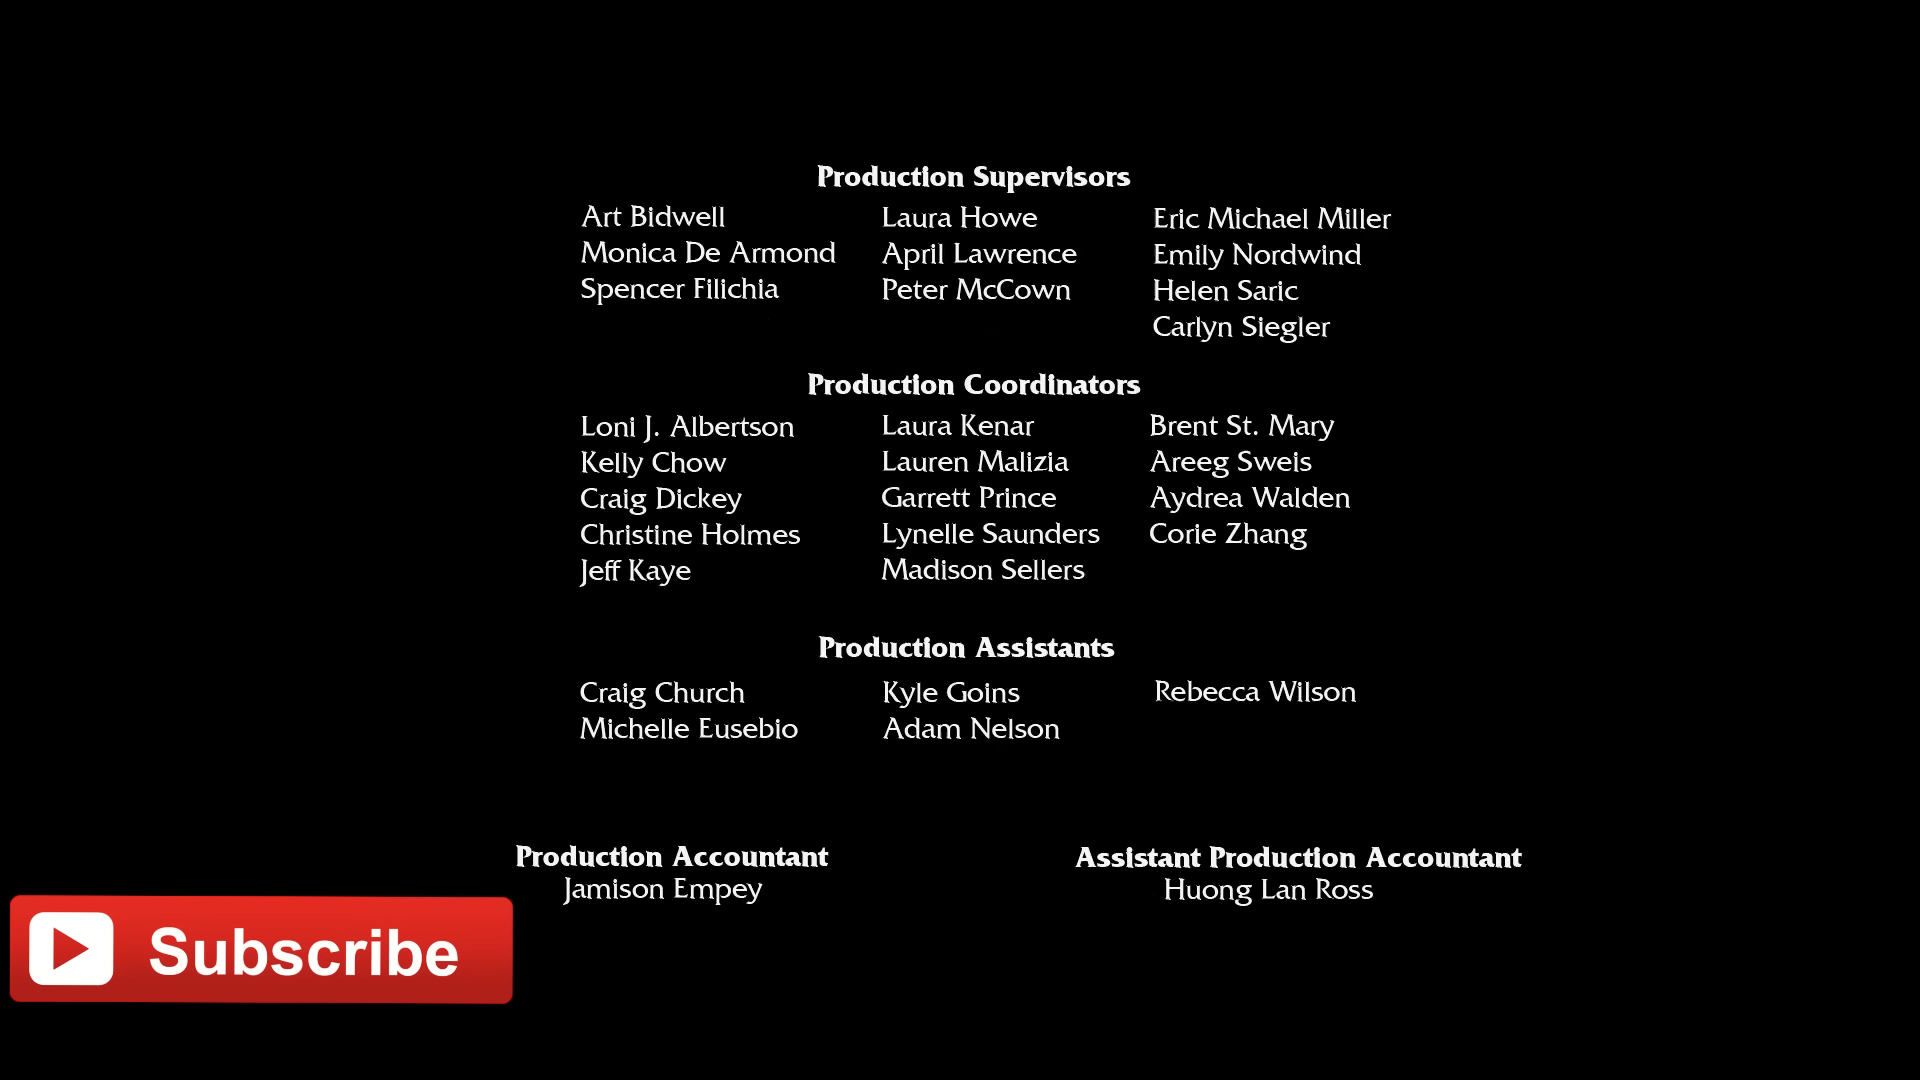 Production Supervisors
Art Bidwell
Monica De Armond
Spencer Filichia
Laura Howe
April Lawrence
Peter McCown
Eric Michael Miller
Emily Nordwind
Helen Saric
Carlyn Siegler
Production Coordinators
Loni J. Albertson
Kelly Chow
Craig Dickey
Christine Holmes
Jeff Kaye
Laura Kenar
Lauren Malizia
Garrett Prince
Lynelle Saunders
Madison Sellers
Brent St. Mary
Areeg Sweis
Aydrea Walden
Corie Zhang
Production Assistants
Craig Church
Michelle Eusebio
Kyle Goins
Adam Nelson
Rebecca Wilson
Production Accountant
Jamison Empey
Assistant Production Accountant
Huong Lan Ross
Subscribe